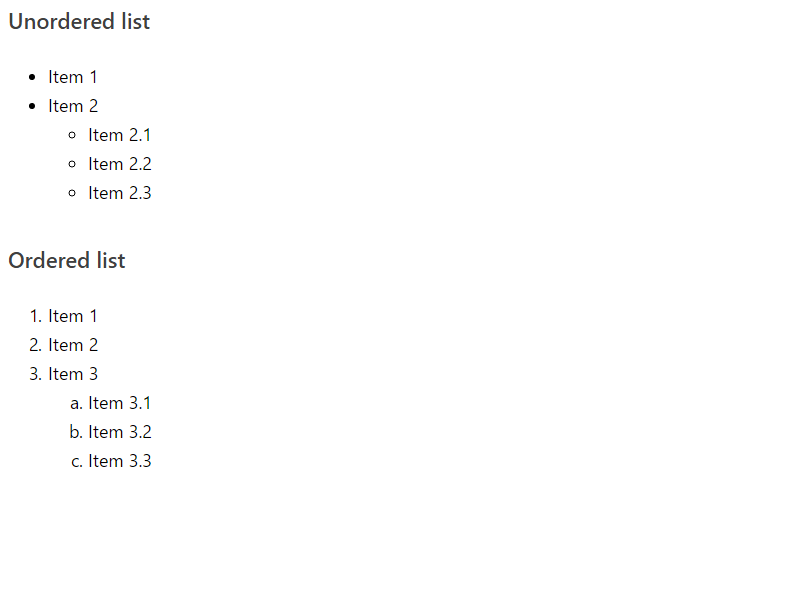 Unordered list
• Item 1
• Item 2
◦ Item 2.1
◦ Item 2.2
◦ Item 2.3
Ordered list
1. Item 1
2. Item 2
3. Item 3
a. Item 3.1
b. Item 3.2
c. Item 3.3